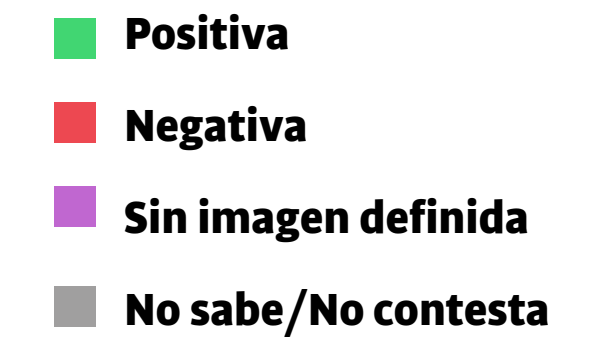 Positiva
Negativa
Sin imagen definida
No sabe/No contesta